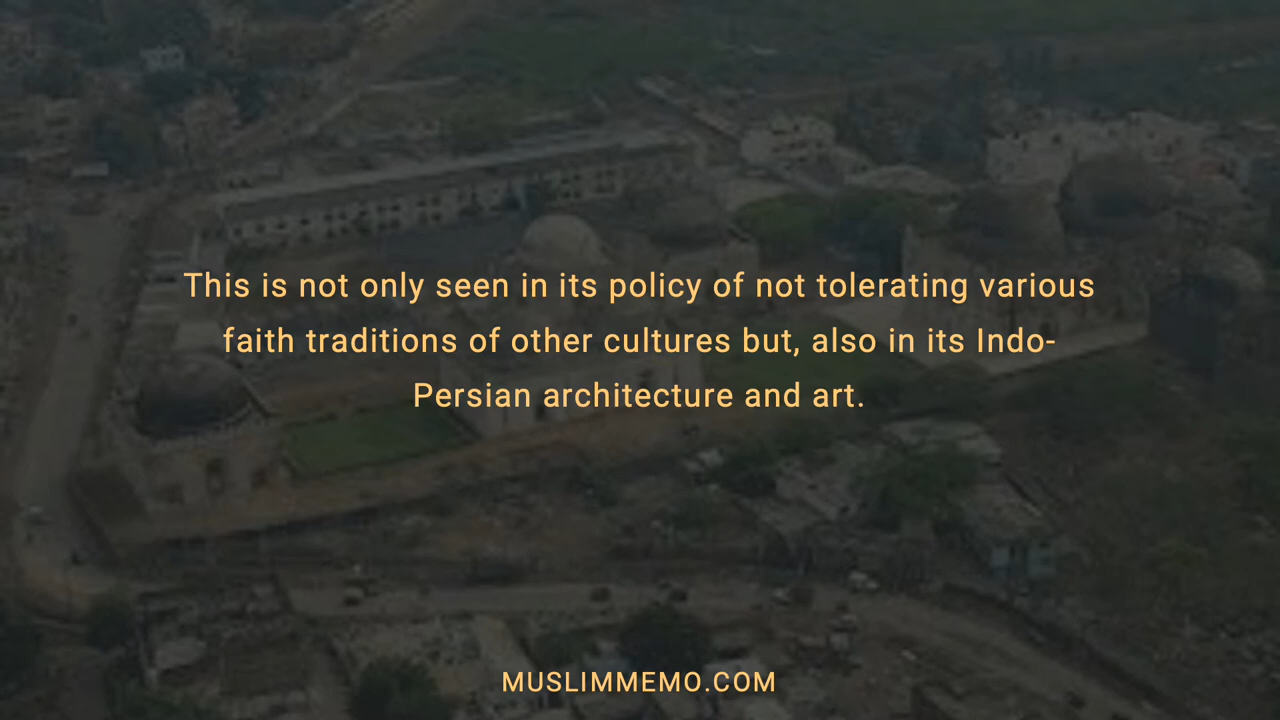 This is not only seen in its policy of not tolerating various
faith traditions of other cultures but, also in its Indo-
Persian architecture and art.
MUSLIMMEMO.COM